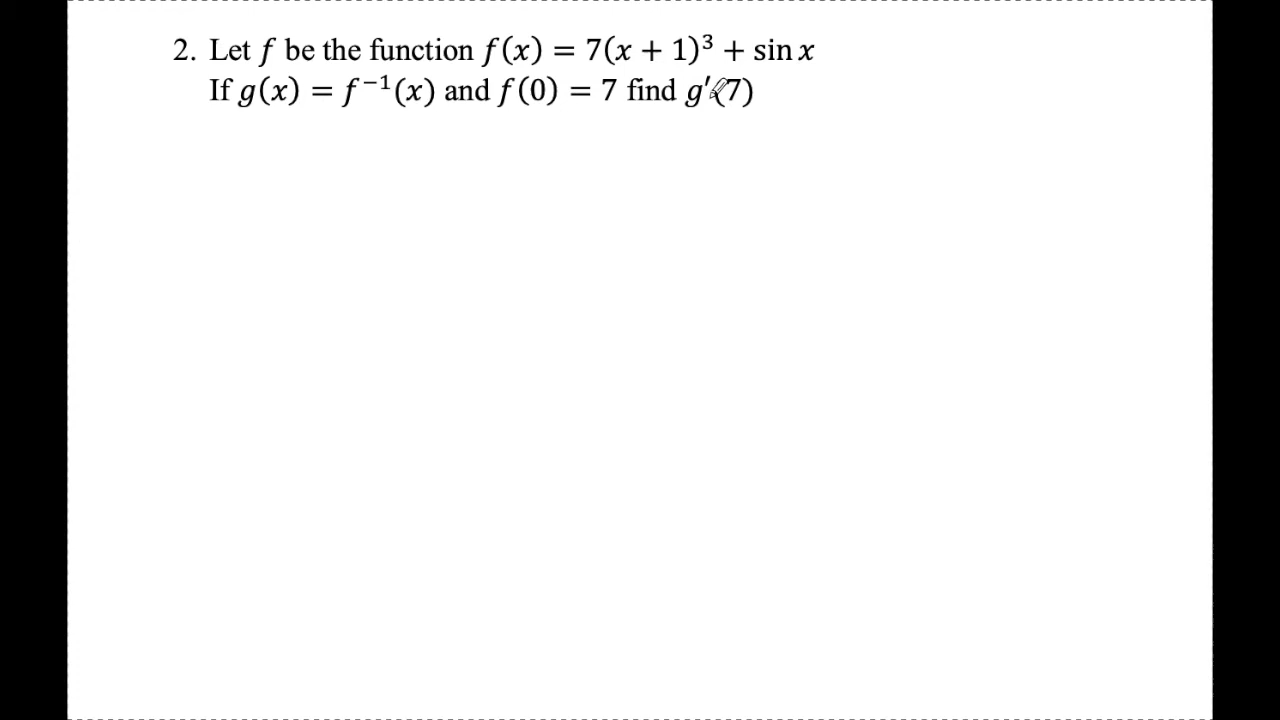 2. Let f be the function f(x) = 7(x + 1)³ + sin x
If g(x) = f⁻¹(x) and f(0) = 7 find g′(7)